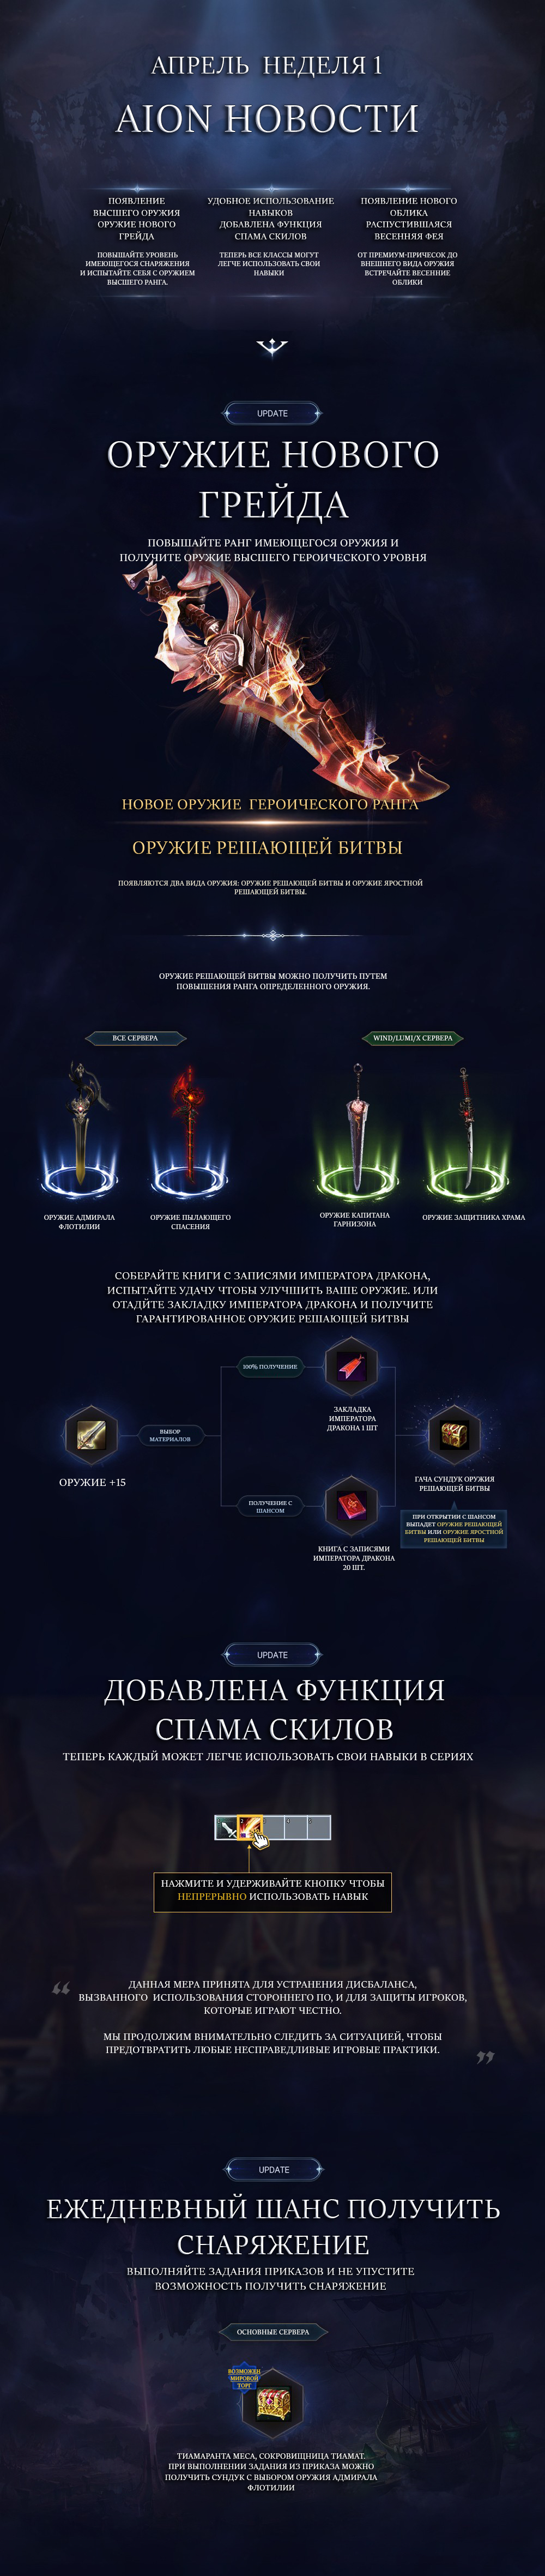 АПРЕЛЬ НЕДЕЛЯ 1
AION НОВОСТИ
ПОЯВЛЕНИЕ
ВЫСШЕГО ОРУЖИЯ
ОРУЖИЕ НОВОГО
ГРЕЙДА
ПОВЫШАЙТЕ УРОВЕНЬ
ИМЕЮЩЕГОСЯ СНАРЯЖЕНИЯ
И ИСПЫТАЙТЕ СЕБЯ С ОРУЖИЕМ
ВЫСШЕГО РАНГА.
УДОБНОЕ ИСПОЛЬЗОВАНИЕ
НАВЫКОВ
ДОБАВЛЕНА ФУНКЦИЯ
СПАМА СКИЛОВ
ТЕПЕРЬ ВСЕ КЛАССЫ МОГУТ
ЛЕГЧЕ ИСПОЛЬЗОВАТЬ СВОИ
НАВЫКИ
ПОЯВЛЕНИЕ НОВОГО
ОБЛИКА
РАСПУСТИВШАЯСЯ
ВЕСЕННЯЯ ФЕЯ
ОТ ПРЕМИУМ-ПРИЧЕСОК ДО
ВНЕШНЕГО ВИДА ОРУЖИЯ
ВСТРЕЧАЙТЕ ВЕСЕННИЕ
ОБЛИКИ
UPDATE
ОРУЖИЕ НОВОГО
ГРЕЙДА
ПОВЫШАЙТЕ РАНГ ИМЕЮЩЕГОСЯ ОРУЖИЯ И
ПОЛУЧИТЕ ОРУЖИЕ ВЫСШЕГО ГЕРОИЧЕСКОГО УРОВНЯ
НОВОЕ ОРУЖИЕ ГЕРОИЧЕСКОГО РАНГА
ОРУЖИЕ РЕШАЮЩЕЙ БИТВЫ
ПОЯВЛЯЮТСЯ ДВА ВИДА ОРУЖИЯ: ОРУЖИЕ РЕШАЮЩЕЙ БИТВЫ И ОРУЖИЕ ЯРОСТНОЙ
РЕШАЮЩЕЙ БИТВЫ.
ОРУЖИЕ РЕШАЮЩЕЙ БИТВЫ МОЖНО ПОЛУЧИТЬ ПУТЕМ
ПОВЫШЕНИЯ РАНГА ОПРЕДЕЛЕННОГО ОРУЖИЯ.
ВСЕ СЕРВЕРА
WIND/LUMI/X СЕРВЕРА
ОРУЖИЕ АДМИРАЛА
ФЛОТИЛИИ
ОРУЖИЕ ПЫЛАЮЩЕГО
СПАСЕНИЯ
ОРУЖИЕ КАПИТАНА
ГАРНИЗОНА
ОРУЖИЕ ЗАЩИТНИКА ХРАМА
СОБЕРАЙТЕ КНИГИ С ЗАПИСЯМИ ИМПЕРАТОРА ДРАКОНА,
ИСПЫТАЙТЕ УДАЧУ ЧТОБЫ УЛУЧШИТЬ ВАШЕ ОРУЖИЕ. ИЛИ
ОТАДЙТЕ ЗАКЛАДКУ ИМПЕРАТОРА ДРАКОНА И ПОЛУЧИТЕ
ГАРАНТИРОВАННОЕ ОРУЖИЕ РЕШАЮЩЕЙ БИТВЫ
ОРУЖИЕ +15
ВЫБОР
МАТЕРИАЛОВ
100% ПОЛУЧЕНИЕ
ЗАКЛАДКА
ИМПЕРАТОРА
ДРАКОНА 1 ШТ
ПОЛУЧЕНИЕ С
ШАНСОМ
КНИГА С ЗАПИСЯМИ
ИМПЕРАТОРА ДРАКОНА
20 ШТ.
ГАЧА СУНДУК ОРУЖИЯ
РЕШАЮЩЕЙ БИТВЫ
ПРИ ОТКРЫТИИ С ШАНСОМ
ВЫПАДЕТ ОРУЖИЕ РЕШАЮЩЕЙ
БИТВЫ ИЛИ ОРУЖИЕ ЯРОСТНОЙ
РЕШАЮЩЕЙ БИТВЫ
UPDATE
ДОБАВЛЕНА ФУНКЦИЯ
СПАМА СКИЛОВ
ТЕПЕРЬ КАЖДЫЙ МОЖЕТ ЛЕГЧЕ ИСПОЛЬЗОВАТЬ СВОИ НАВЫКИ В СЕРИЯХ
НАЖМИТЕ И УДЕРЖИВАЙТЕ КНОПКУ ЧТОБЫ
НЕПРЕРЫВНО ИСПОЛЬЗОВАТЬ НАВЫК
“ ДАННАЯ МЕРА ПРИНЯТА ДЛЯ УСТРАНЕНИЯ ДИСБАЛАНСА,
ВЫЗВАННОГО ИСПОЛЬЗОВАНИЯ СТОРОННЕГО ПО, И ДЛЯ ЗАЩИТЫ ИГРОКОВ,
КОТОРЫЕ ИГРАЮТ ЧЕСТНО.
МЫ ПРОДОЛЖИМ ВНИМАТЕЛЬНО СЛЕДИТЬ ЗА СИТУАЦИЕЙ, ЧТОБЫ
ПРЕДОТВРАТИТЬ ЛЮБЫЕ НЕСПРАВЕДЛИВЫЕ ИГРОВЫЕ ПРАКТИКИ. ”
UPDATE
ЕЖЕДНЕВНЫЙ ШАНС ПОЛУЧИТЬ
СНАРЯЖЕНИЕ
ВЫПОЛНЯЙТЕ ЗАДАНИЯ ПРИКАЗОВ И НЕ УПУСТИТЕ
ВОЗМОЖНОСТЬ ПОЛУЧИТЬ СНАРЯЖЕНИЕ
ОСНОВНЫЕ СЕРВЕРА
ВОЗМОЖЕН
МИРОВОЙ
ТОРГ
ТИАМАРАНТА МЕСА, СОКРОВИЩНИЦА ТИАМАТ.
ПРИ ВЫПОЛНЕНИИ ЗАДАНИЯ ИЗ ПРИКАЗА МОЖНО
ПОЛУЧИТЬ СУНДУК С ВЫБОРОМ ОРУЖИЯ АДМИРАЛА
ФЛОТИЛИИ